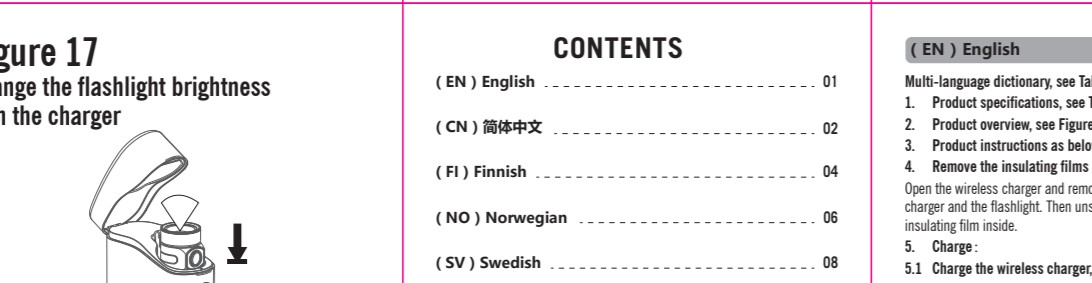 gure 17
ange the flashlight brightness
n the charger
CONTENTS
( EN ) English 01
( CN ) 简体中文 02
( FI ) Finnish 04
( NO ) Norwegian 06
( SV ) Swedish 08
( EN ) English
Multi-language dictionary, see Ta
1. Product specifications, see T
2. Product overview, see Figure
3. Product instructions as below
4. Remove the insulating films
Open the wireless charger and remo
charger and the flashlight. Then uns
insulating film inside.
5. Charge:
5.1 Charge the wireless charger,